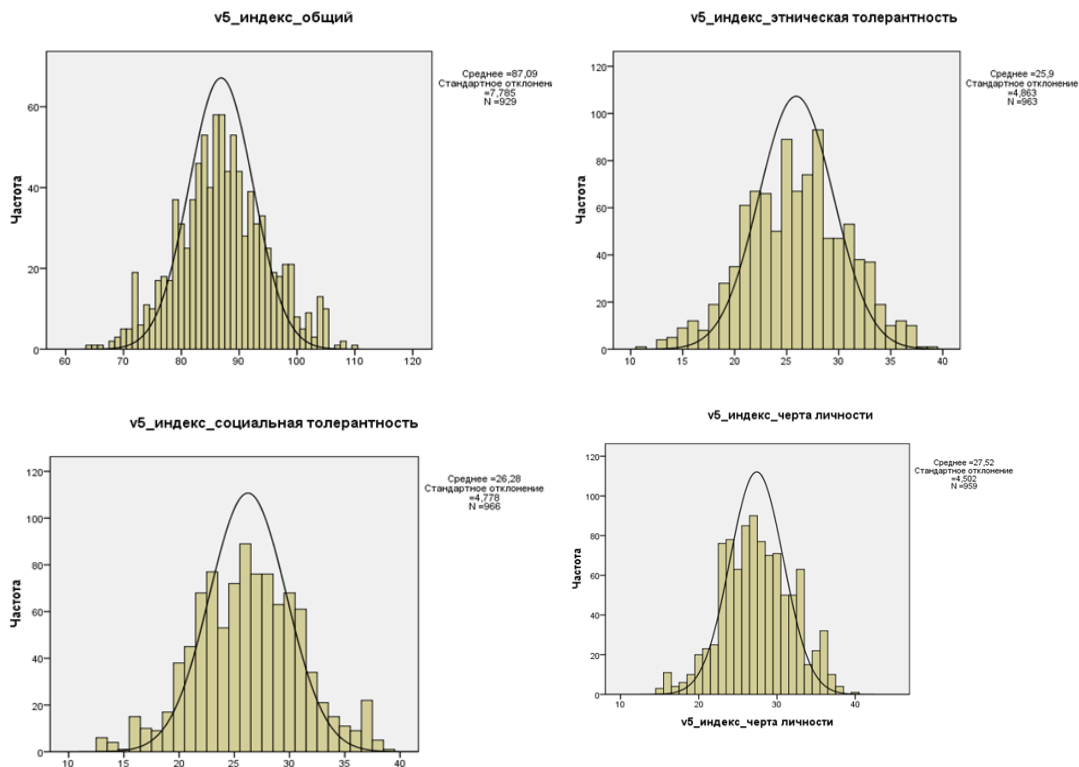 v5_индекс_общий
Среднее =87,09
Стандартное отклонени
=7,785
N =929
Частота
60
40
20
0
60 70 80 90 100 110 120
v5_индекс_этническая толерантность
Среднее =25,9
Стандартное отклонение
=4,863
N =963
Частота
120
100
80
60
40
20
0
10 15 20 25 30 35 40
v5_индекс_социальная толерантность
Среднее =26,28
Стандартное отклонение
=4,778
N =966
Частота
120
100
80
60
40
20
0
10 15 20 25 30 35 40
v5_индекс_черта личности
Среднее =27,52
Стандартное отклонение
=4,502
N =959
Частота
120
100
80
60
40
20
0
10 20 30 40
v5_индекс_черта личности